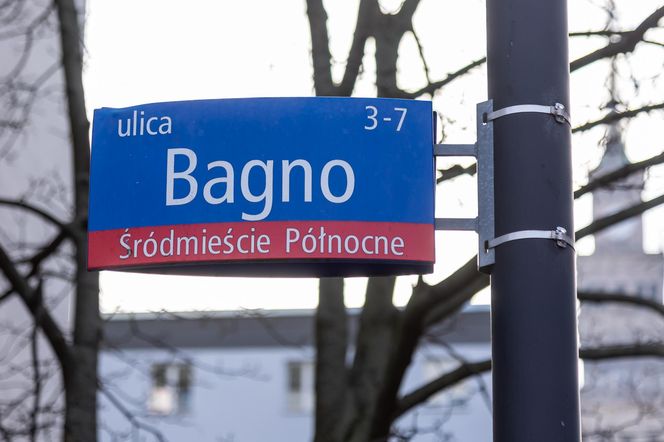 ulica 3-7
Bagno
Śródmieście Północne